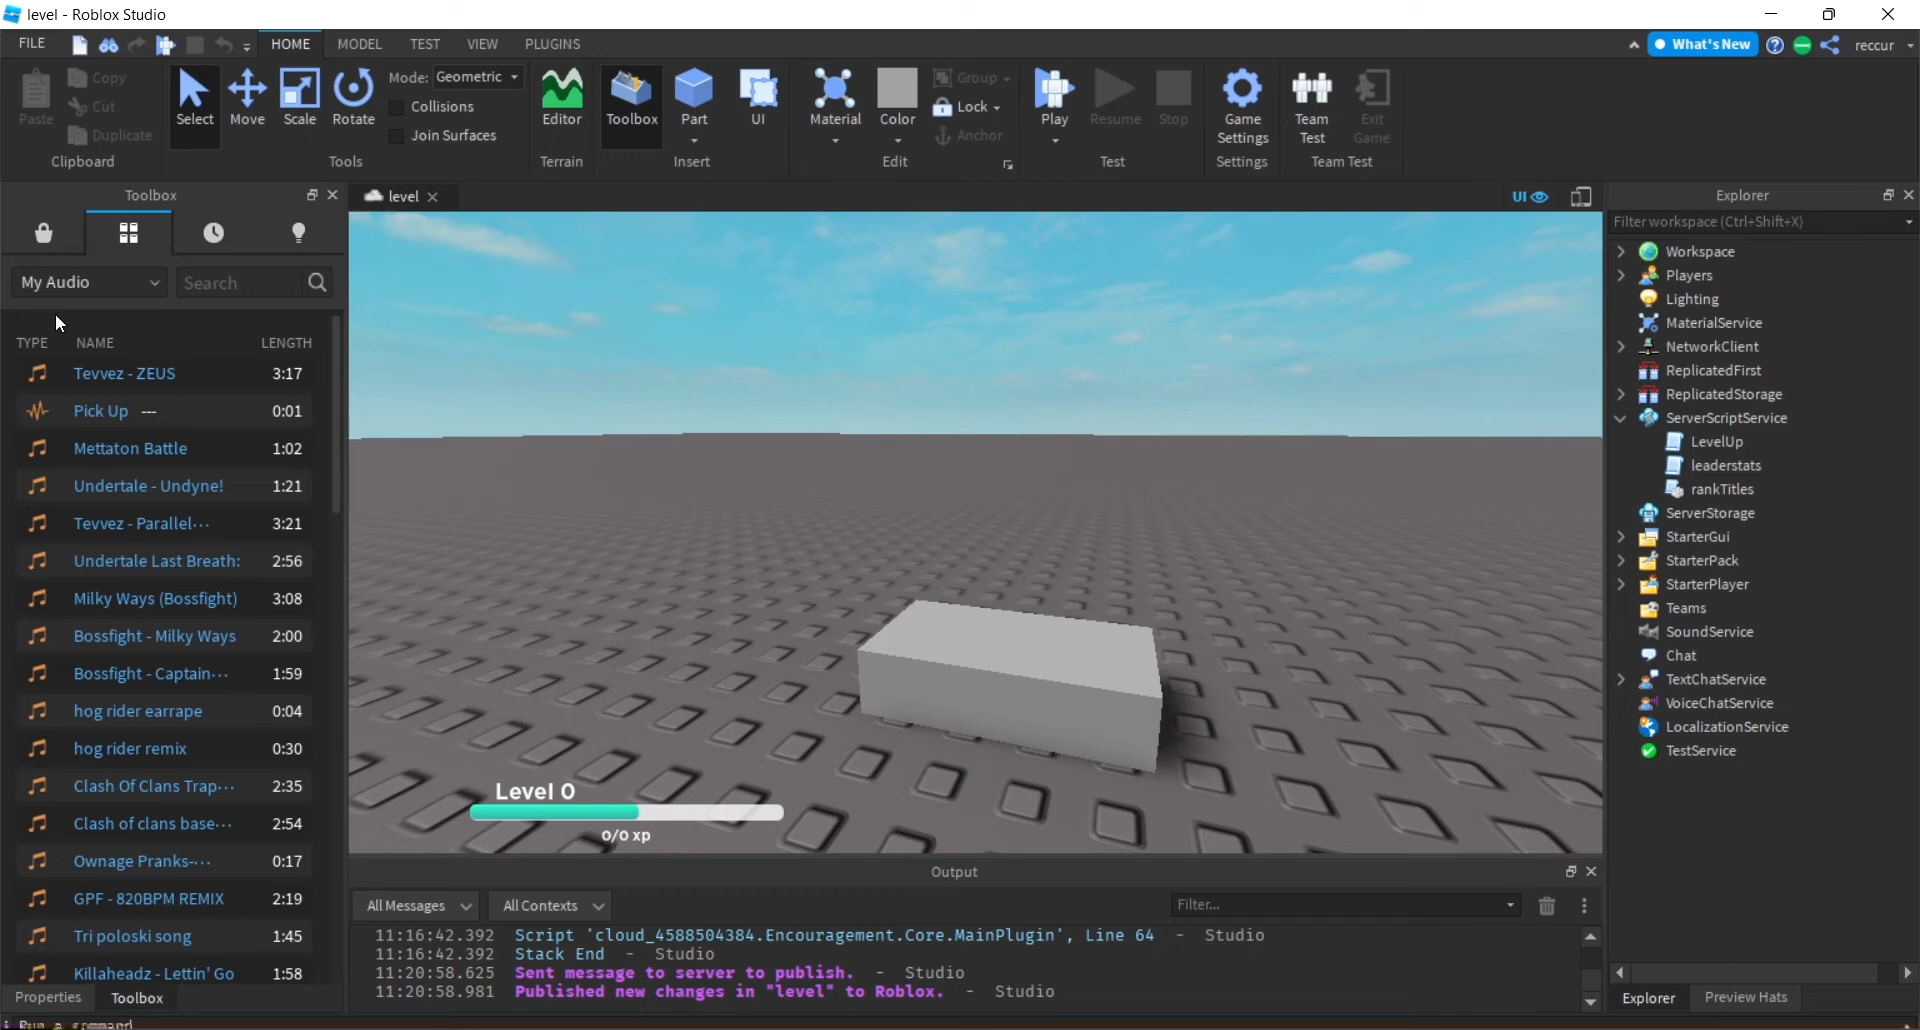 level - Roblox Studio
FILE HOME MODEL TEST VIEW PLUGINS What's New reccur
Paste Copy Cut Duplicate
Clipboard
Select Move Scale Rotate
Mode: Geometric
Collisions
Join Surfaces
Tools
Editor
Terrain
Toolbox Part UI
Insert
Material Color
Group
Lock
Anchor
Edit
Play Resume Stop
Test
Game Settings
Settings
Team Test
Exit Game
Team Test
Toolbox
My Audio
Search
TYPE NAME LENGTH
Tevvez - ZEUS 3:17
Pick Up --- 0:01
Mettaton Battle 1:02
Undertale - Undyne! 1:21
Tevvez - Parallel... 3:21
Undertale Last Breath: 2:56
Milky Ways (Bossfight) 3:08
Bossfight - Milky Ways 2:00
Bossfight - Captain... 1:59
hog rider earrape 0:04
hog rider remix 0:30
Clash Of Clans Trap... 2:35
Clash of clans base... 2:54
Ownage Pranks-... 0:17
GPF - 820BPM REMIX 2:19
Tri poloski song 1:45
Killaheadz - Lettin' Go 1:58
Properties Toolbox
level
UI
Level 0
0/0 xp
Output
All Messages All Contexts Filter...
11:16:42.392 Script 'cloud_4588504384.Encouragement.Core.MainPlugin', Line 64 - Studio
11:16:42.392 Stack End - Studio
11:20:58.625 Sent message to server to publish. - Studio
11:20:58.981 Published new changes in "level" to Roblox. - Studio
Explorer
Filter workspace (Ctrl+Shift+X)
Workspace
Players
Lighting
MaterialService
NetworkClient
ReplicatedFirst
ReplicatedStorage
ServerScriptService
LevelUp
leaderstats
rankTitles
ServerStorage
StarterGui
StarterPack
StarterPlayer
Teams
SoundService
Chat
TextChatService
VoiceChatService
LocalizationService
TestService
Explorer Preview Hats
Run a command